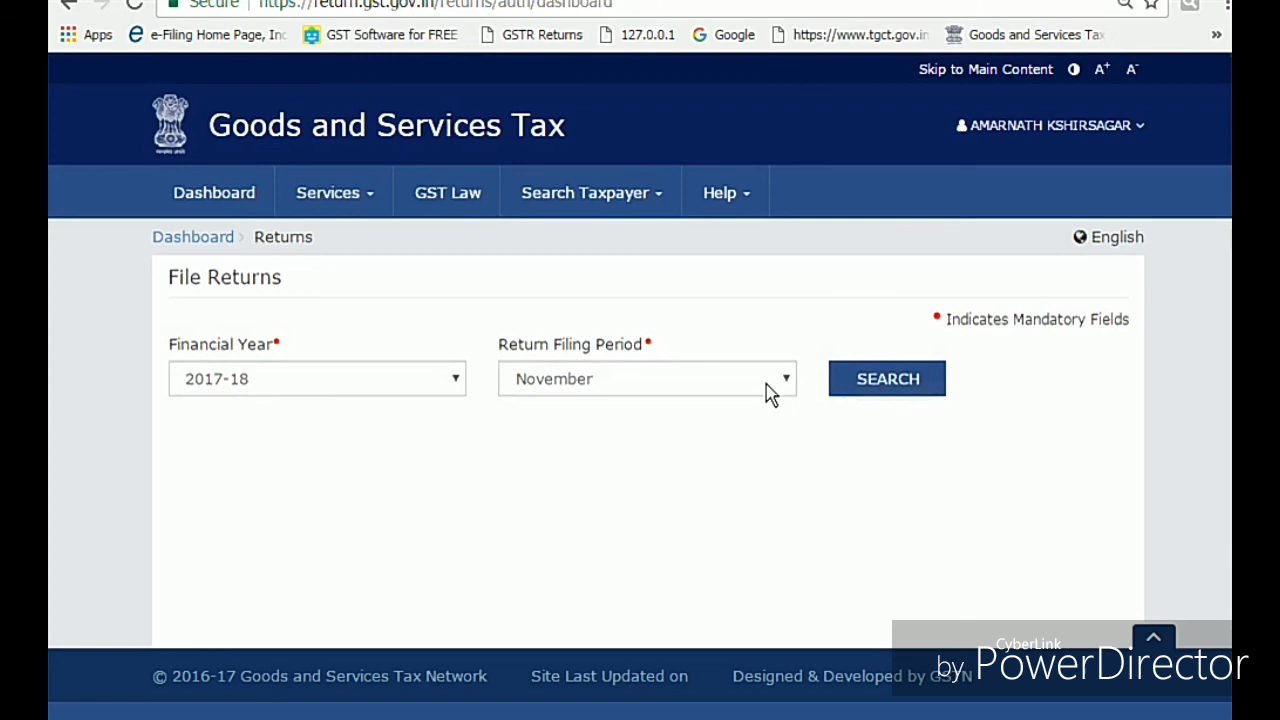 Secure https://return.gst.gov.in/returns/auth/dashboard
Apps e-Filing Home Page, Inc GST Software for FREE GSTR Returns 127.0.0.1 Google https://www.tgct.gov.in Goods and Services Tax »
Skip to Main Content A+ A-
Goods and Services Tax AMARNATH KSHIRSAGAR
Dashboard Services GST Law Search Taxpayer Help
Dashboard › Returns English
File Returns
• Indicates Mandatory Fields
Financial Year• Return Filing Period•
2017-18 November SEARCH
CyberLink
by PowerDirector
© 2016-17 Goods and Services Tax Network Site Last Updated on Designed & Developed by GSTN